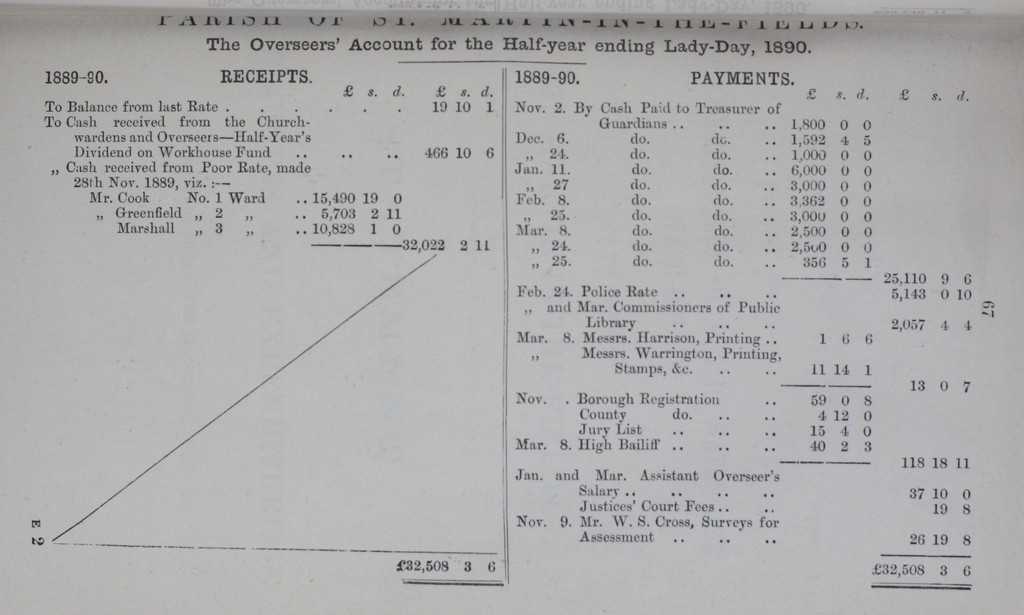 PARISH OF ST. MARTIN-IN-THE-FIELDS.
The Overseers' Account for the Half-year ending Lady-Day, 1890.
1889-90. RECEIPTS.
£ s. d. £ s. d.
To Balance from last Rate . . . . . . 19 10 1
To Cash received from the Church-
wardens and Overseers—Half-Year's
Dividend on Workhouse Fund .. .. .. 466 10 6
„ Cash received from Poor Rate, made
28th Nov. 1889, viz. :—
Mr. Cook No. 1 Ward .. 15,490 19 0
„ Greenfield „ 2 „ .. 5,703 2 11
Marshall „ 3 „ .. 10,828 1 0
32,022 2 11
£32,508 3 6
E 2
1889-90. PAYMENTS.
£ s. d. £ s. d.
Nov. 2. By Cash Paid to Treasurer of
Guardians .. .. .. 1,800 0 0
Dec. 6. do. do. .. 1,592 4 5
„ 24. do. do. .. 1,000 0 0
Jan. 11. do. do. .. 6,000 0 0
„ 27 do. do. .. 3,000 0 0
Feb. 8. do. do. .. 3,362 0 0
„ 25. do. do. .. 3,000 0 0
Mar. 8. do. do. .. 2,500 0 0
„ 24. do. do. .. 2,500 0 0
„ 25. do. do. .. 356 5 1
25,110 9 6
Feb. 24. Police Rate .. .. .. 5,143 0 10
„ and Mar. Commissioners of Public
Library .. .. .. 2,057 4 4
Mar. 8. Messrs. Harrison, Printing .. 1 6 6
„ Messrs. Warrington, Printing,
Stamps, &c. .. .. 11 14 1
13 0 7
Nov. . Borough Registration .. 59 0 8
County do. .. .. 4 12 0
Jury List .. .. .. 15 4 0
Mar. 8. High Bailiff .. .. .. 40 2 3
118 18 11
Jan. and Mar. Assistant Overseer's
Salary .. .. .. .. 37 10 0
Justices' Court Fees .. .. 19 8
Nov. 9. Mr. W. S. Cross, Surveys for
Assessment .. .. .. 26 19 8
£32,508 3 6
67